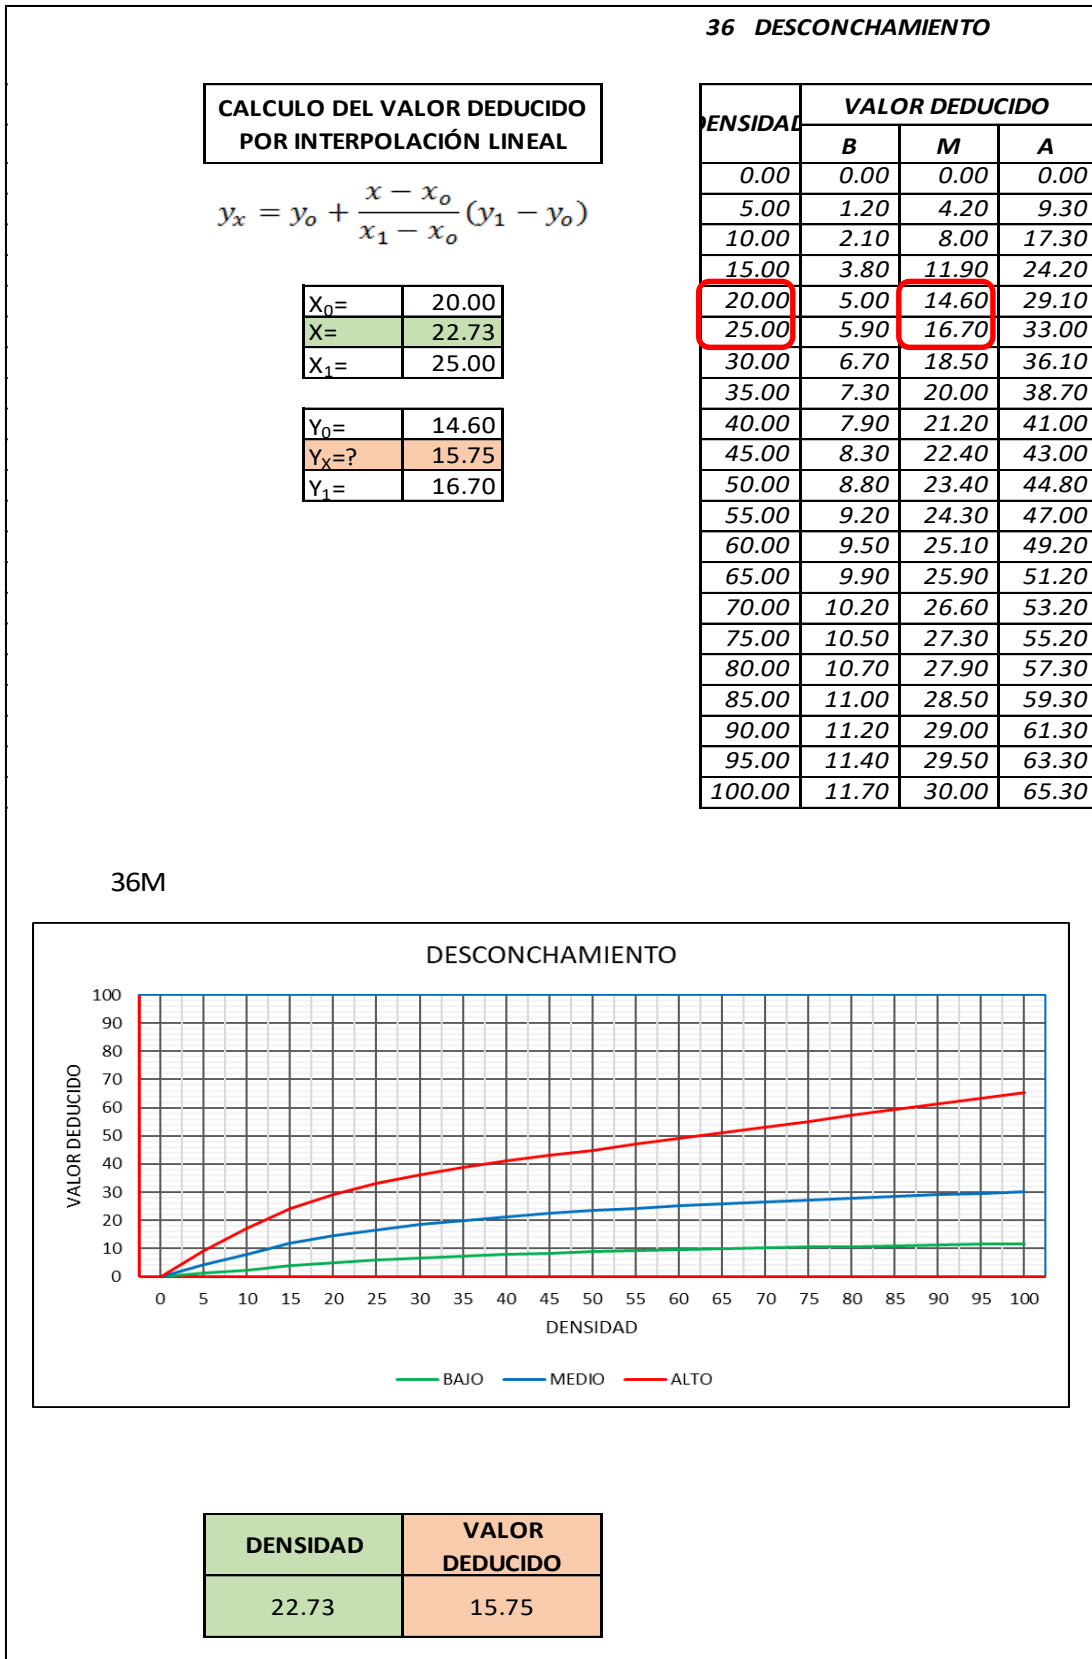 36 DESCONCHAMIENTO
CALCULO DEL VALOR DEDUCIDO
POR INTERPOLACIÓN LINEAL
y_x = y_o + \frac{x - x_o}{x_1 - x_o}(y_1 - y_o)
X₀= 20.00
X= 22.73
X₁= 25.00
Y₀= 14.60
Yₓ=? 15.75
Y₁= 16.70
DENSIDAD VALOR DEDUCIDO
B M A
0.00 0.00 0.00 0.00
5.00 1.20 4.20 9.30
10.00 2.10 8.00 17.30
15.00 3.80 11.90 24.20
20.00 5.00 14.60 29.10
25.00 5.90 16.70 33.00
30.00 6.70 18.50 36.10
35.00 7.30 20.00 38.70
40.00 7.90 21.20 41.00
45.00 8.30 22.40 43.00
50.00 8.80 23.40 44.80
55.00 9.20 24.30 47.00
60.00 9.50 25.10 49.20
65.00 9.90 25.90 51.20
70.00 10.20 26.60 53.20
75.00 10.50 27.30 55.20
80.00 10.70 27.90 57.30
85.00 11.00 28.50 59.30
90.00 11.20 29.00 61.30
95.00 11.40 29.50 63.30
100.00 11.70 30.00 65.30
36M
DESCONCHAMIENTO
VALOR DEDUCIDO
100
90
80
70
60
50
40
30
20
10
0
0 5 10 15 20 25 30 35 40 45 50 55 60 65 70 75 80 85 90 95 100
DENSIDAD
BAJO MEDIO ALTO
DENSIDAD VALOR
DEDUCIDO
22.73 15.75